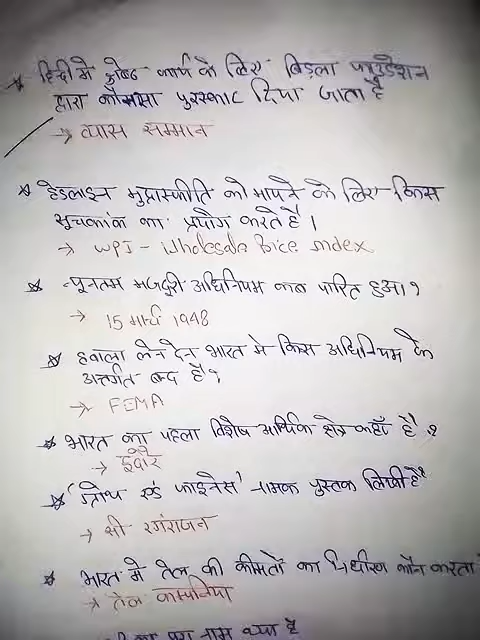 * हिंदी मे श्रेष्ठ कार्य के लिए बिड़ला फाउंडेशन
द्वारा कौनसा पुरस्कार दिया जाता है
→ व्यास सम्मान
* हेडलाइन मुद्रास्फीति को मापने के लिए किस
सूचकांक का प्रयोग करते है।
→ WPI - Wholesale Price Index
* न्यूनतम मजदूरी अधिनियम कब पारित हुआ?
→ 15 मार्च 1948
* हवाला लेन देन भारत मे किस अधिनियम के
अन्तर्गत बन्द है?
→ FEMA
* भारत का पहला विशेष आर्थिक क्षेत्र कहाँ है?
→ इंदौर
* 'ग्रोथ एंड फाइनेंस' नामक पुस्तक लिखी है?
→ सी रंगराजन
* भारत मे तेल की कीमतों का निर्धारण कौन करता
→ तेल कम्पनिया
का पूरा नाम क्या है